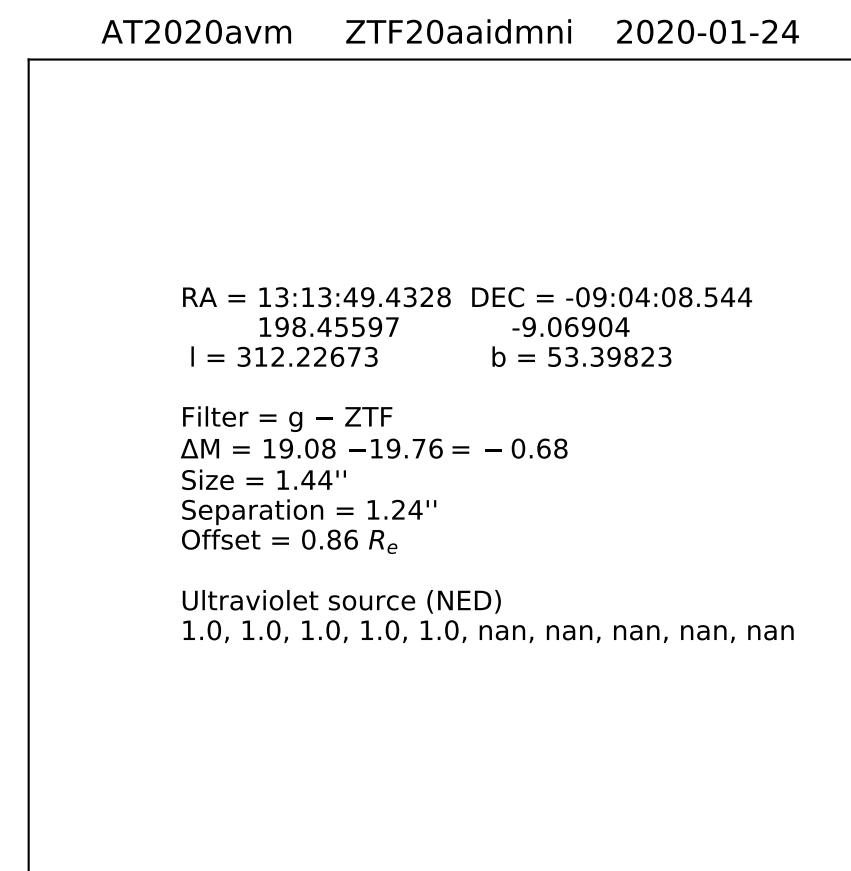 AT2020avm ZTF20aaidmni 2020-01-24
RA = 13:13:49.4328 DEC = -09:04:08.544
198.45597 -9.06904
l = 312.22673 b = 53.39823
Filter = g − ZTF
ΔM = 19.08 −19.76 = − 0.68
Size = 1.44''
Separation = 1.24''
Offset = 0.86 Re
Ultraviolet source (NED)
1.0, 1.0, 1.0, 1.0, 1.0, nan, nan, nan, nan, nan